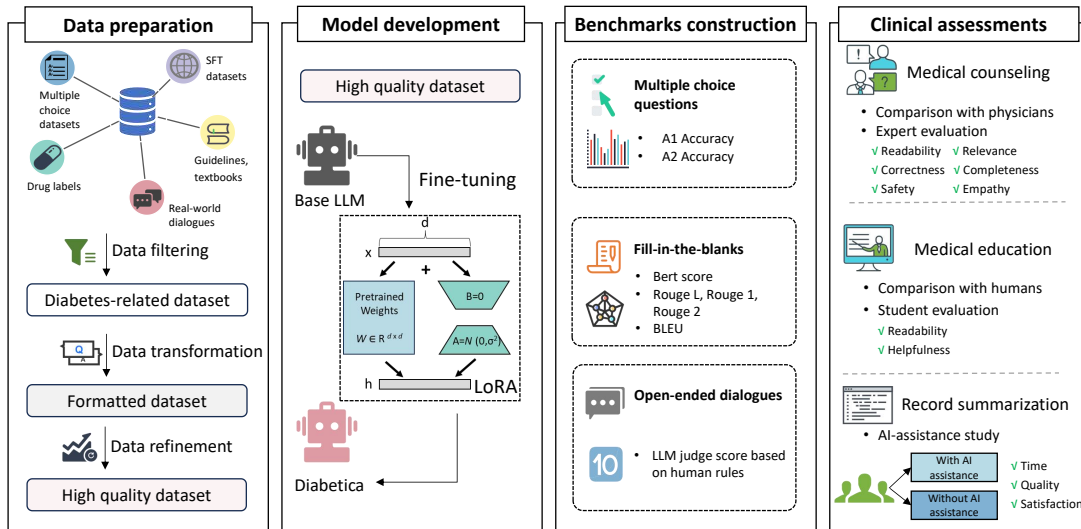 Data preparation
SFT
datasets
Multiple
choice
datasets
Guidelines,
textbooks
Drug labels
Real-world
dialogues
Data filtering
Diabetes-related dataset
Q
A
Data transformation
Formatted dataset
Data refinement
High quality dataset
Model development
High quality dataset
Base LLM
Fine-tuning
d
x
+
Pretrained
Weights
W ∈ R d x d
B=0
A=N (0,σ²)
h
LoRA
Diabetica
Benchmarks construction
Multiple choice
questions
• A1 Accuracy
• A2 Accuracy
Fill-in-the-blanks
• Bert score
• Rouge L, Rouge 1,
Rouge 2
• BLEU
Open-ended dialogues
10
• LLM judge score based
on human rules
Clinical assessments
!
?
Medical counseling
• Comparison with physicians
• Expert evaluation
√ Readability √ Relevance
√ Correctness √ Completeness
√ Safety √ Empathy
Medical education
• Comparison with humans
• Student evaluation
√ Readability
√ Helpfulness
Record summarization
• AI-assistance study
With AI
assistance
Without AI
assistance
√ Time
√ Quality
√ Satisfaction